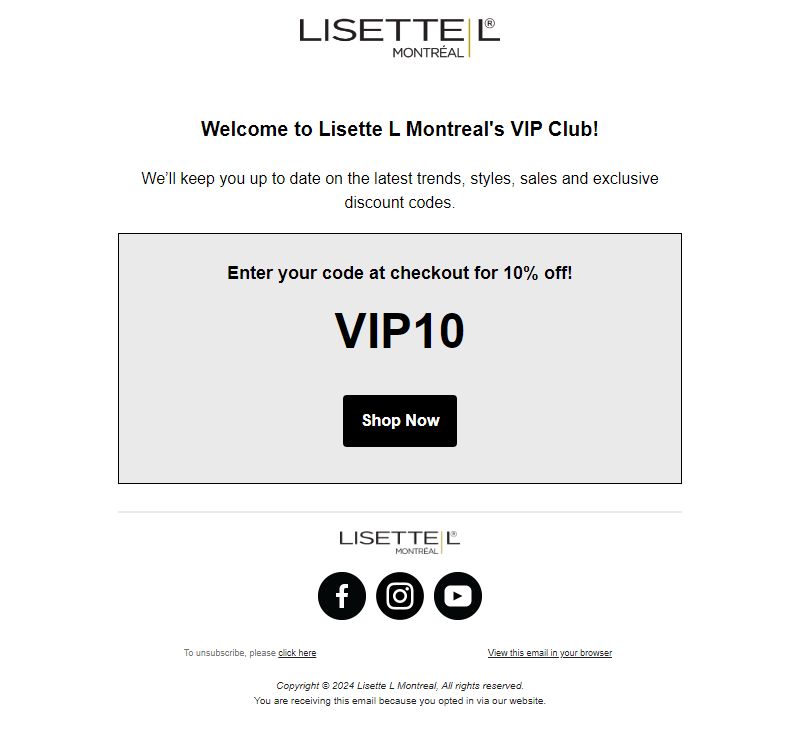 LISETTE L®
MONTRÉAL
Welcome to Lisette L Montreal's VIP Club!
We’ll keep you up to date on the latest trends, styles, sales and exclusive
discount codes.
Enter your code at checkout for 10% off!
VIP10
Shop Now
LISETTE L®
MONTRÉAL
To unsubscribe, please click here
View this email in your browser
Copyright © 2024 Lisette L Montreal, All rights reserved.
You are receiving this email because you opted in via our website.